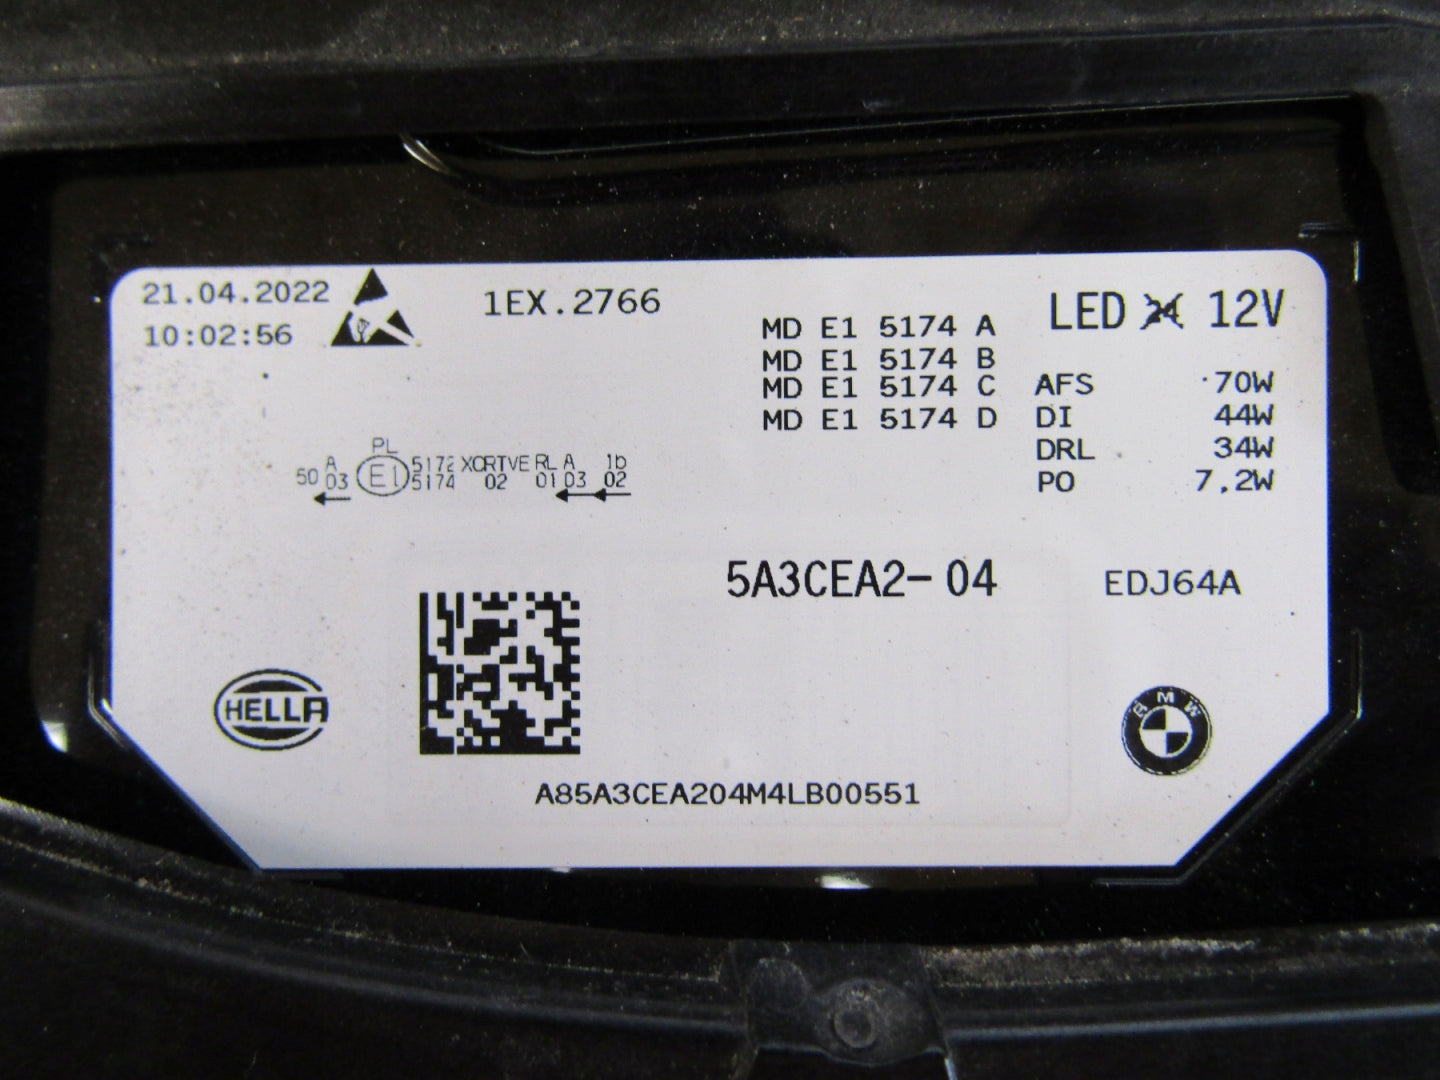 21.04.2022
10:02:56
1EX.2766
MD E1 5174 A
MD E1 5174 B
MD E1 5174 C
MD E1 5174 D
LED 24 12V
AFS 70W
DI 44W
DRL 34W
PO 7.2W
PL
50 A 03 E1 5172 XCRTVE RL A 1b
5174 02 01 03 02
5A3CEA2-04
EDJ64A
HELLA
BMW
A85A3CEA204M4LB00551